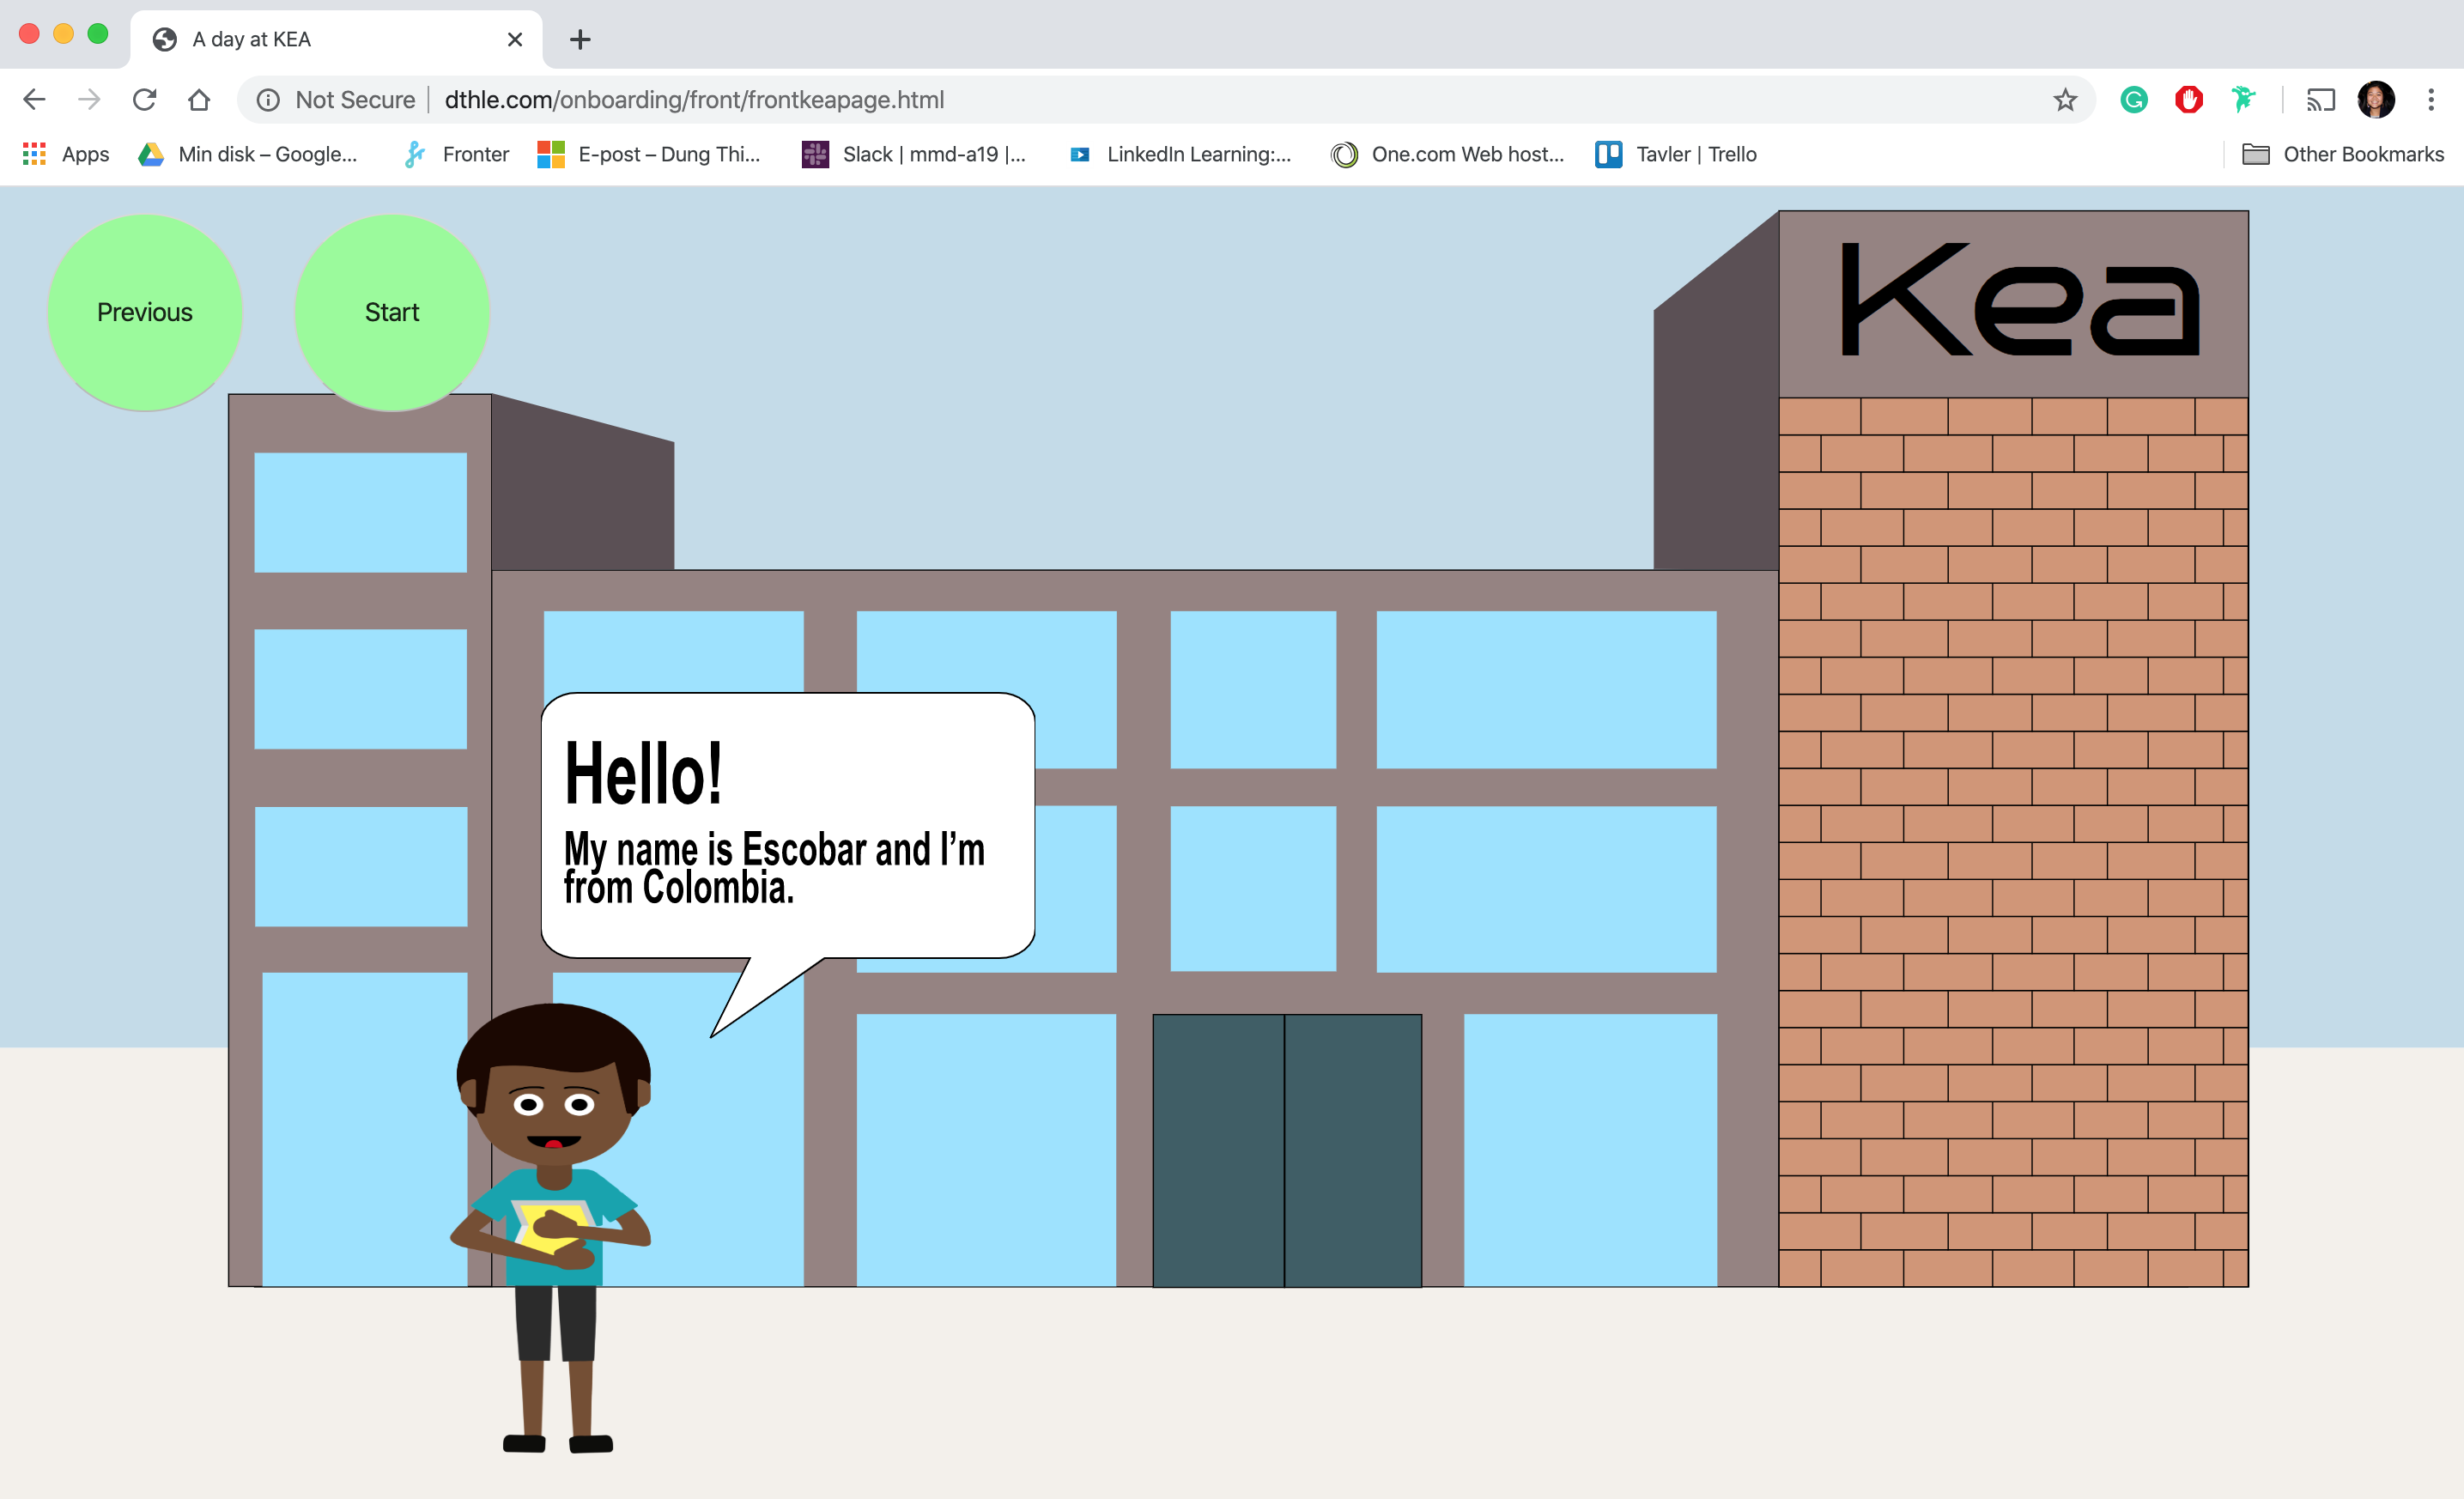 A day at KEA
Not Secure dthle.com/onboarding/front/frontkeapage.html
Apps Min disk – Google... Fronter E-post – Dung Thi... Slack | mmd-a19 |... LinkedIn Learning:... One.com Web host... Tavler | Trello Other Bookmarks
Previous Start
Kea
Hello!
My name is Escobar and I’m
from Colombia.